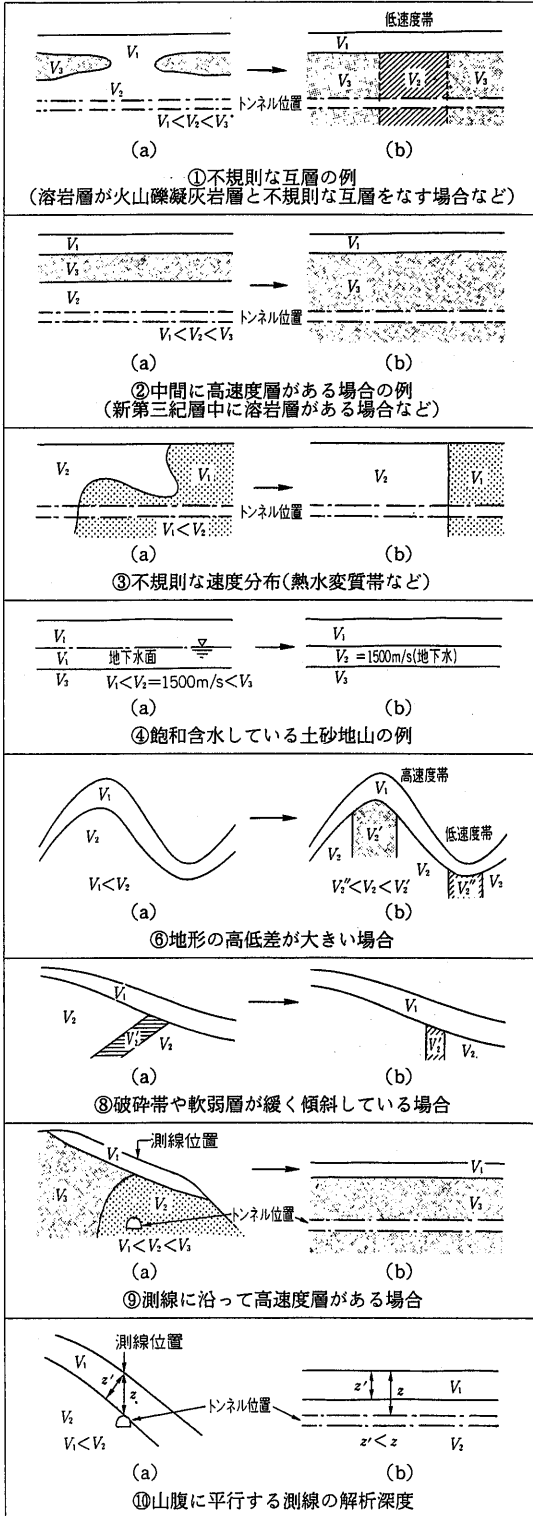 低速度帯
V₁
V₁
V₃
V₂
V₃
V₂
V₃
トンネル位置
V₁<V₂<V₃
(a)
(b)
①不規則な互層の例
(溶岩層が火山礫凝灰岩層と不規則な互層をなす場合など)
V₁
V₁
V₃
V₂
V₃
トンネル位置
V₁<V₂<V₃
(a)
(b)
②中間に高速度層がある場合の例
(新第三紀層中に溶岩層がある場合など)
V₂
V₁
V₂
V₁
トンネル位置
V₁<V₂
(a)
(b)
③不規則な速度分布(熱水変質帯など)
V₁
V₁
V₁ 地下水面
V₂ =1500m/s(地下水)
V₃ V₁<V₂=1500m/s<V₃
V₃
(a)
(b)
④飽和含水している土砂地山の例
高速度帯
V₁
V₁
低速度帯
V₂
V₂
V₂′
V₂
V₂″
V₂
V₁<V₂
V₂″<V₂<V₂′
(a)
(b)
⑥地形の高低差が大きい場合
V₁
V₁
V₂
V₂′
V₂
V₂′
V₂
(a)
(b)
⑧破砕帯や軟弱層が緩く傾斜している場合
測線位置
V₁
V₁
V₃
V₂
V₃
トンネル位置
V₁<V₂<V₃
(a)
(b)
⑨測線に沿って高速度層がある場合
測線位置
V₁
z′
z
z′
z
V₁
V₂
トンネル位置
V₁<V₂
z′<z
V₂
(a)
(b)
⑩山腹に平行する測線の解析深度